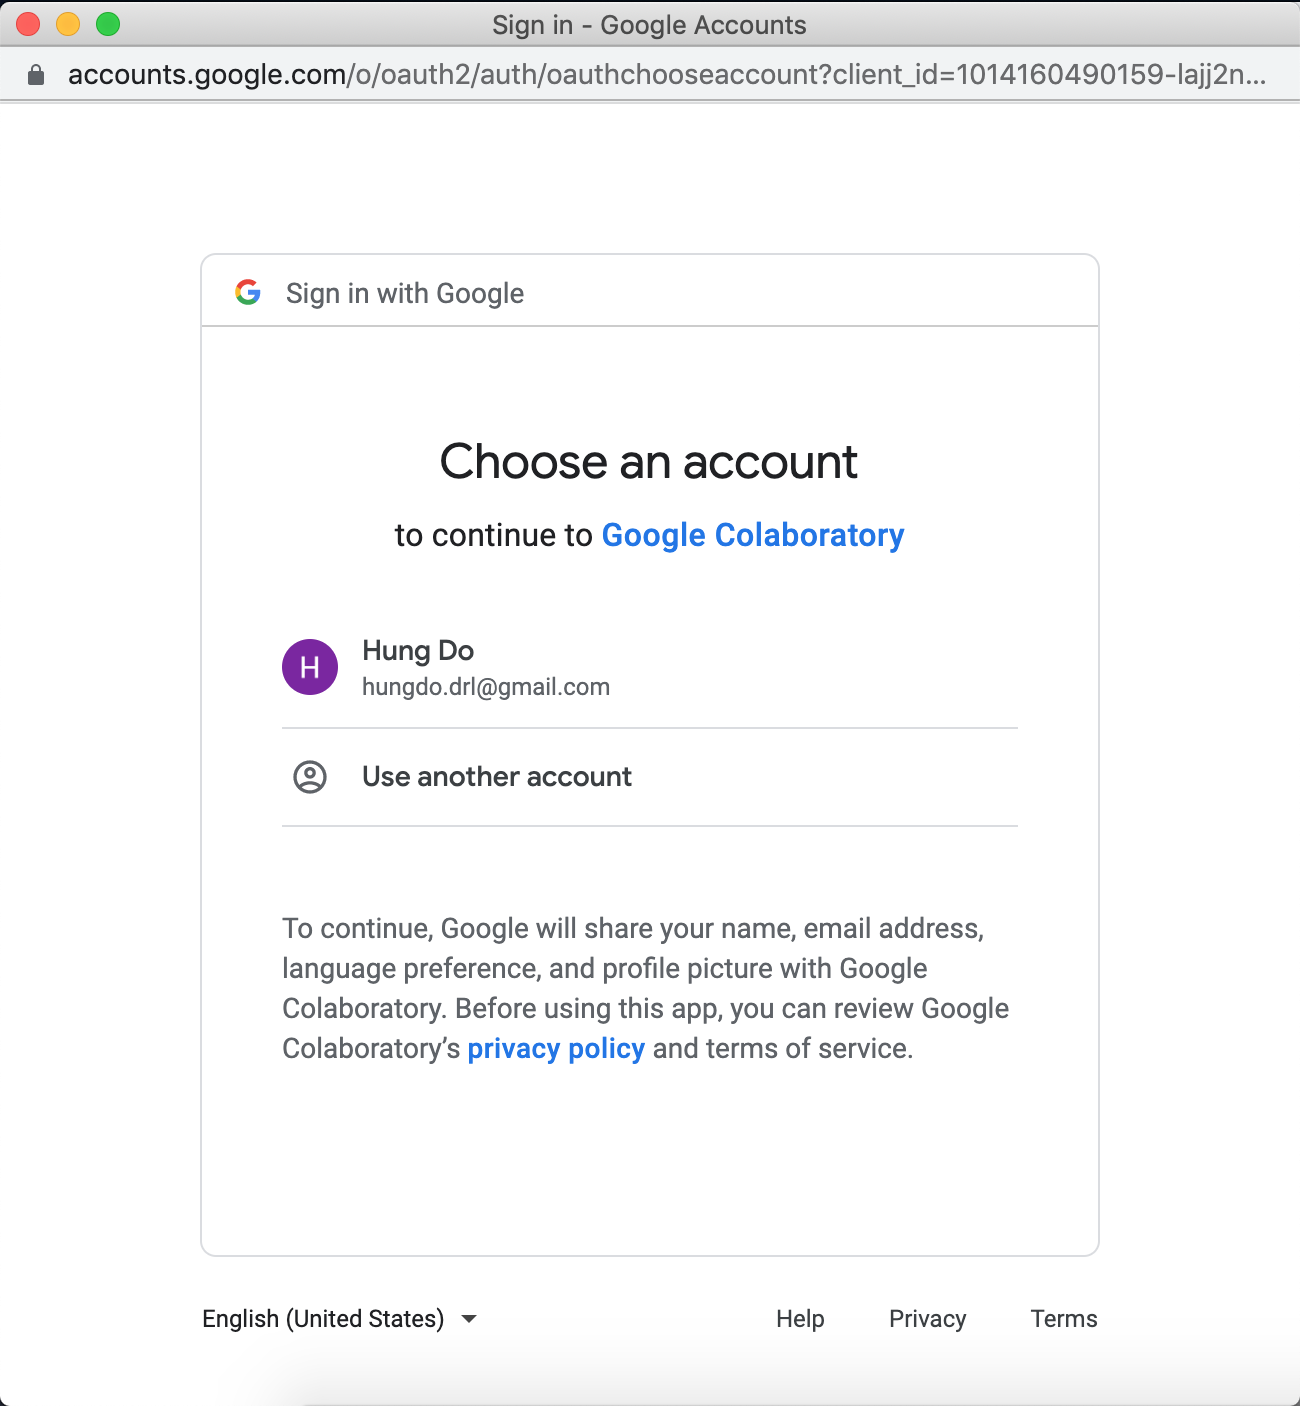 Sign in - Google Accounts
accounts.google.com/o/oauth2/auth/oauthchooseaccount?client_id=1014160490159-lajj2n...
Sign in with Google
Choose an account
to continue to Google Colaboratory
H
Hung Do
hungdo.drl@gmail.com
Use another account
To continue, Google will share your name, email address,
language preference, and profile picture with Google
Colaboratory. Before using this app, you can review Google
Colaboratory’s privacy policy and terms of service.
English (United States)
Help Privacy Terms